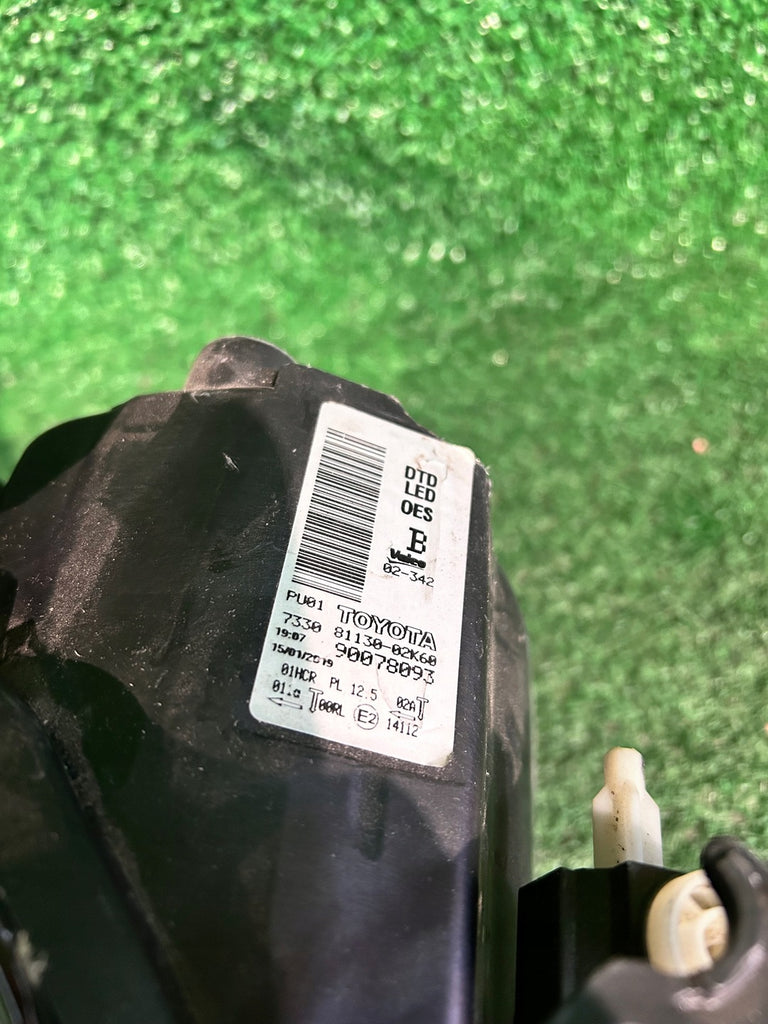 DTD
LED
OES
B
Valeo
02-342
PU01 TOYOTA
7330 81130-02K60
19:07 90078093
15/01/2019
01HCR PL 12.5 02A T
T 00RL E2 14112